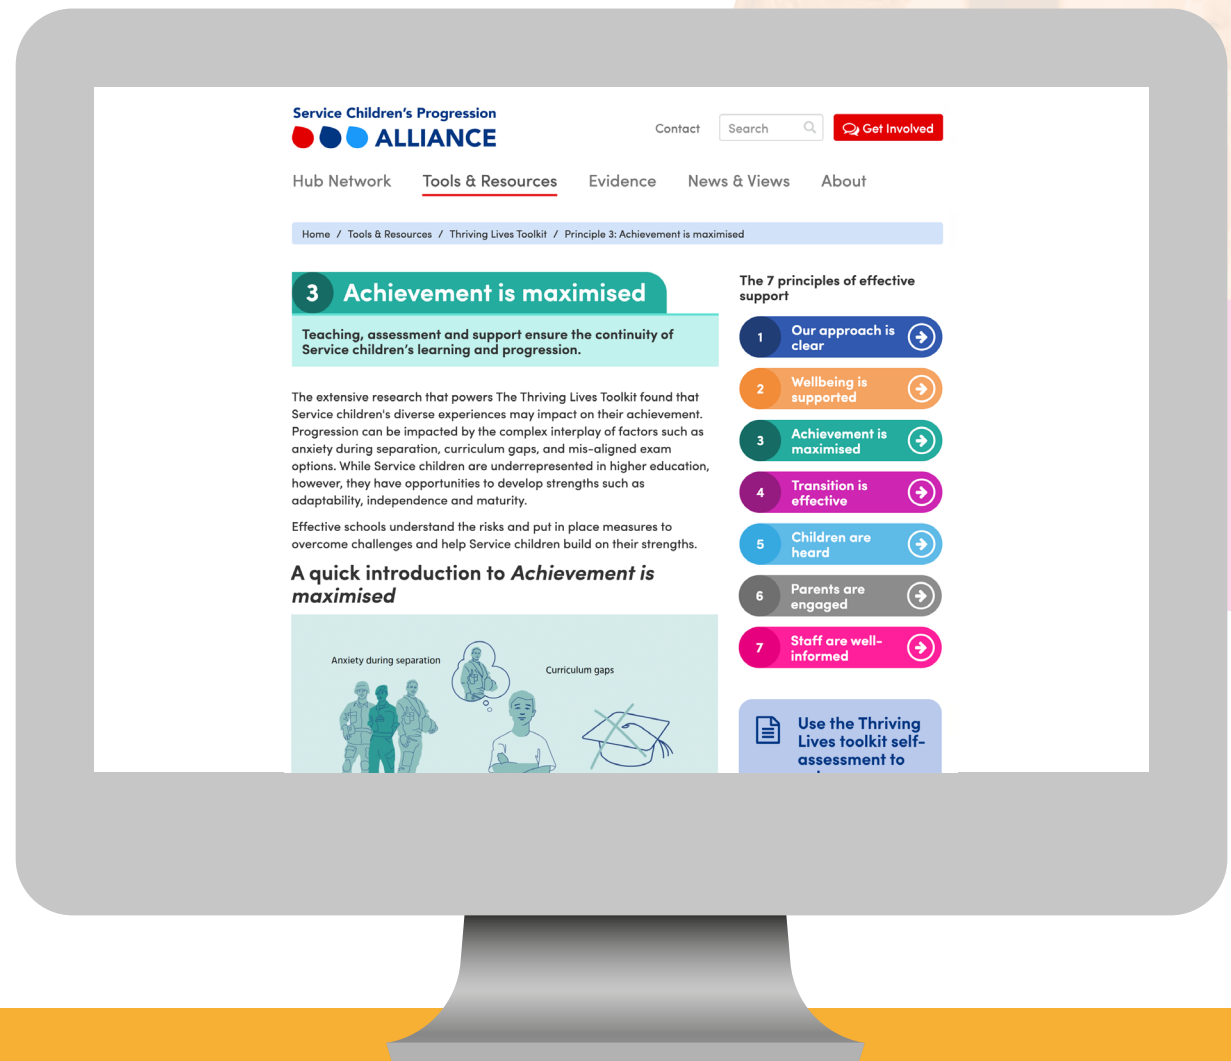 Service Children's Progression
ALLIANCE
Contact
Search
Get Involved
Hub Network
Tools & Resources
Evidence
News & Views
About
Home / Tools & Resources / Thriving Lives Toolkit / Principle 3: Achievement is maximised
3 Achievement is maximised
Teaching, assessment and support ensure the continuity of
Service children's learning and progression.
The extensive research that powers The Thriving Lives Toolkit found that
Service children's diverse experiences may impact on their achievement.
Progression can be impacted by the complex interplay of factors such as
anxiety during separation, curriculum gaps, and mis-aligned exam
options. While Service children are underrepresented in higher education,
however, they have opportunities to develop strengths such as
adaptability, independence and maturity.
Effective schools understand the risks and put in place measures to
overcome challenges and help Service children build on their strengths.
A quick introduction to Achievement is
maximised
Anxiety during separation
Curriculum gaps
The 7 principles of effective
support
1 Our approach is
clear
2 Wellbeing is
supported
3 Achievement is
maximised
4 Transition is
effective
5 Children are
heard
6 Parents are
engaged
7 Staff are well-
informed
Use the Thriving
Lives toolkit self-
assessment to